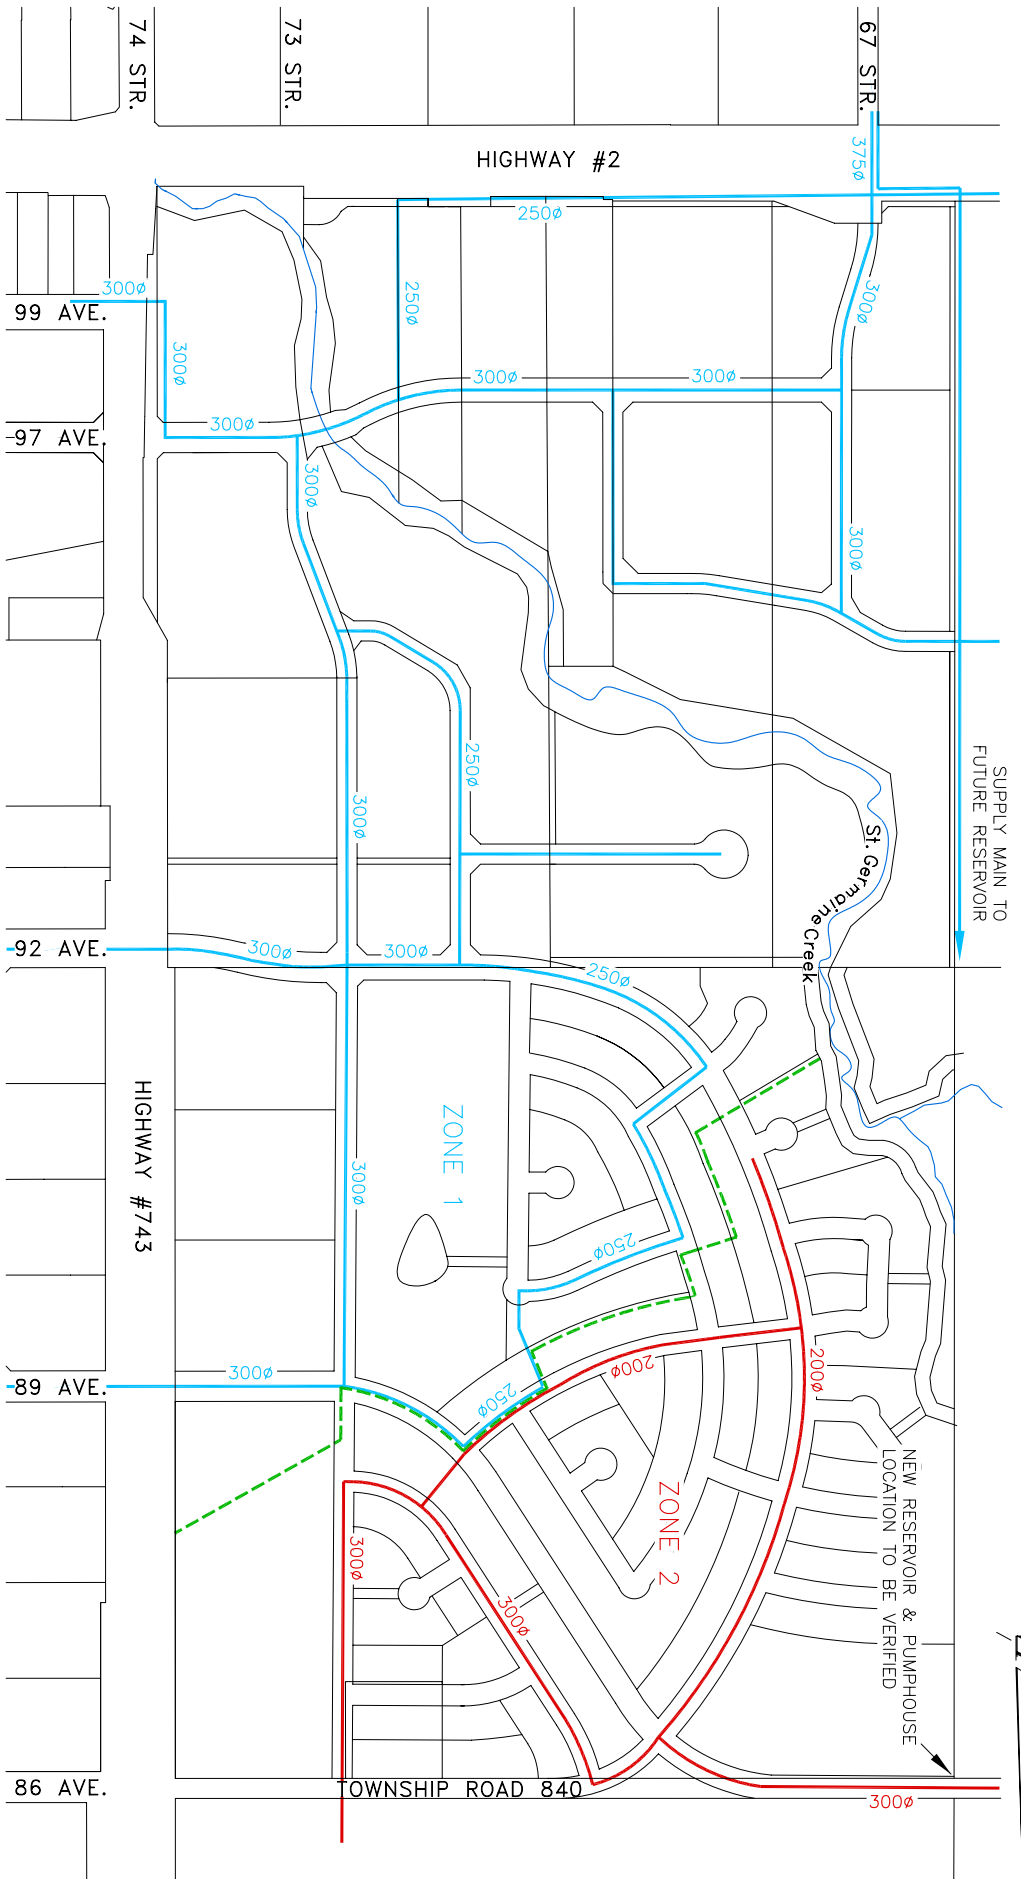 74 STR.
73 STR.
67 STR.
HIGHWAY #2
375ø
250ø
300ø
250ø
300ø
99 AVE.
300ø
300ø
300ø
300ø
97 AVE.
300ø
300ø
SUPPLY MAIN TO
FUTURE RESERVOIR
250ø
300ø
St. Germaine Creek
92 AVE.
300ø
300ø
250ø
HIGHWAY #743
ZONE 1
300ø
250ø
300ø
89 AVE.
250ø
200ø
200ø
NEW RESERVOIR & PUMPHOUSE
LOCATION TO BE VERIFIED
ZONE 2
300ø
300ø
86 AVE.
TOWNSHIP ROAD 840
300ø